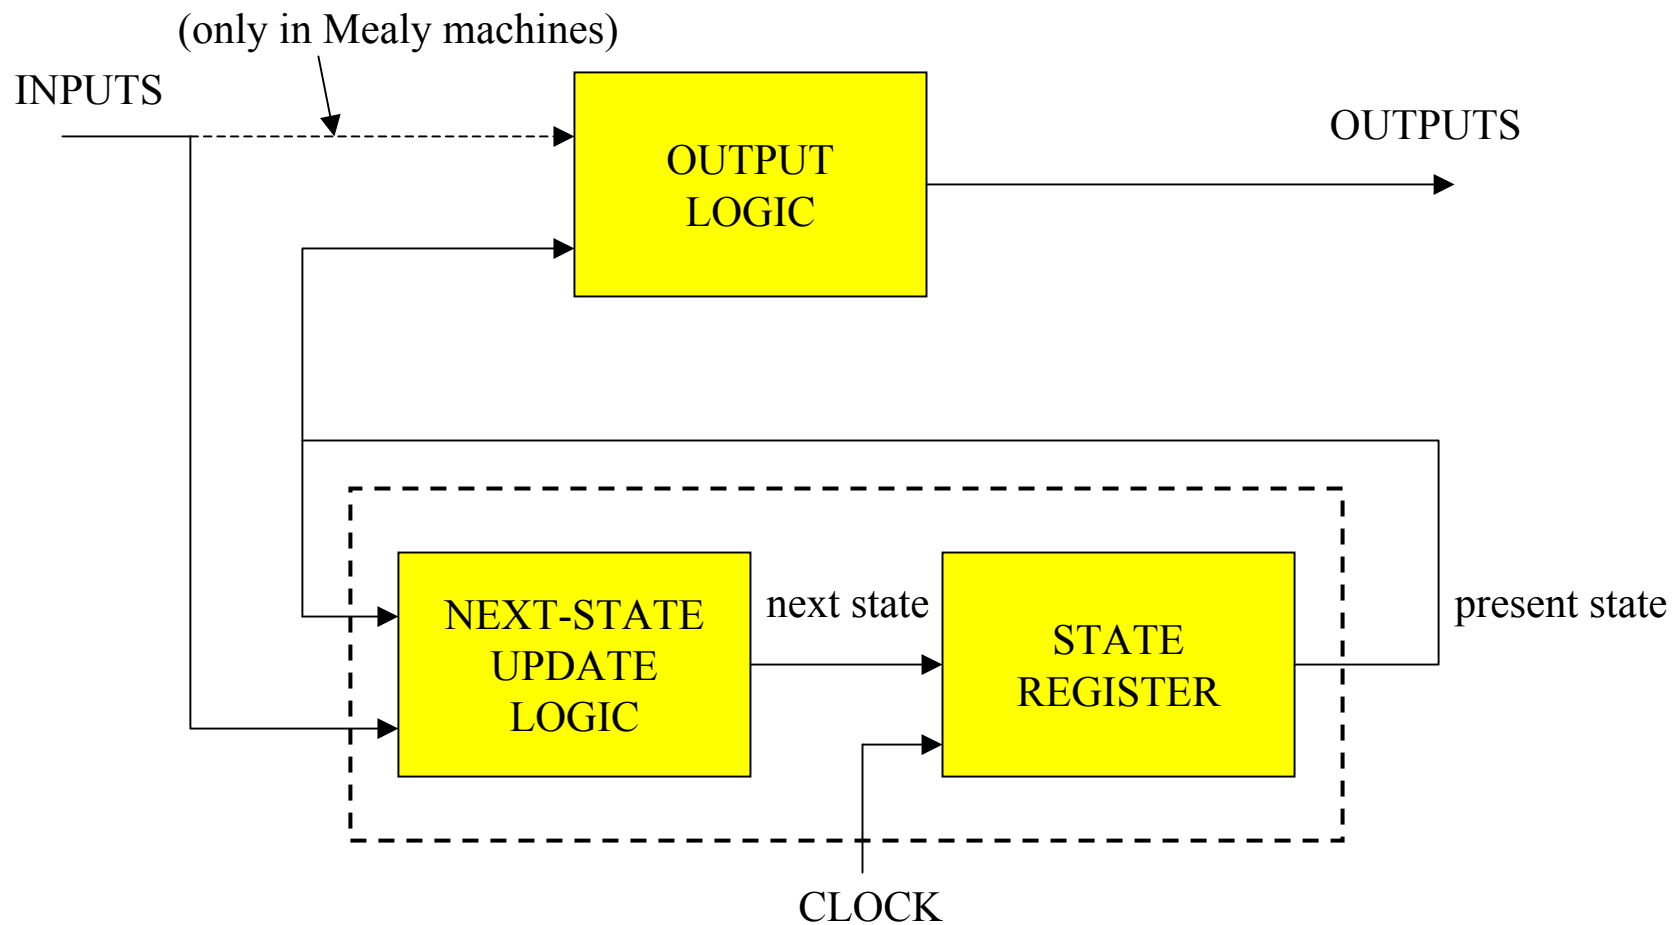 (only in Mealy machines)
INPUTS
OUTPUTS
OUTPUT
LOGIC
NEXT-STATE
UPDATE
LOGIC
next state
STATE
REGISTER
present state
CLOCK